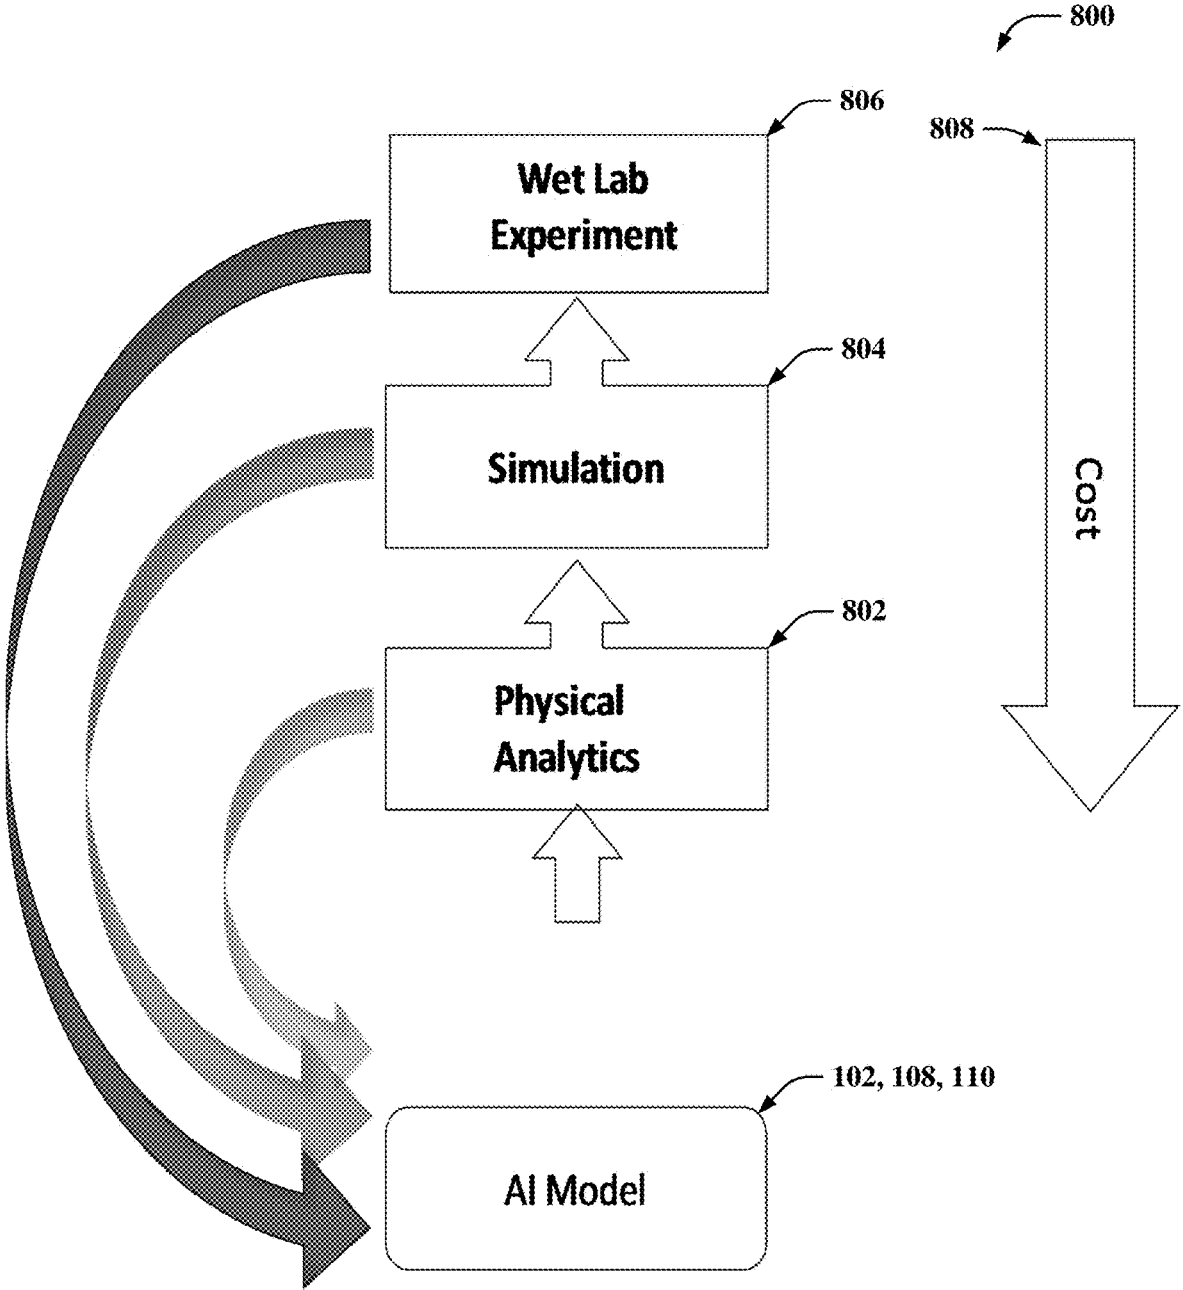 800
806
808
Wet Lab
Experiment
804
Simulation
Cost
802
Physical
Analytics
102, 108, 110
AI Model